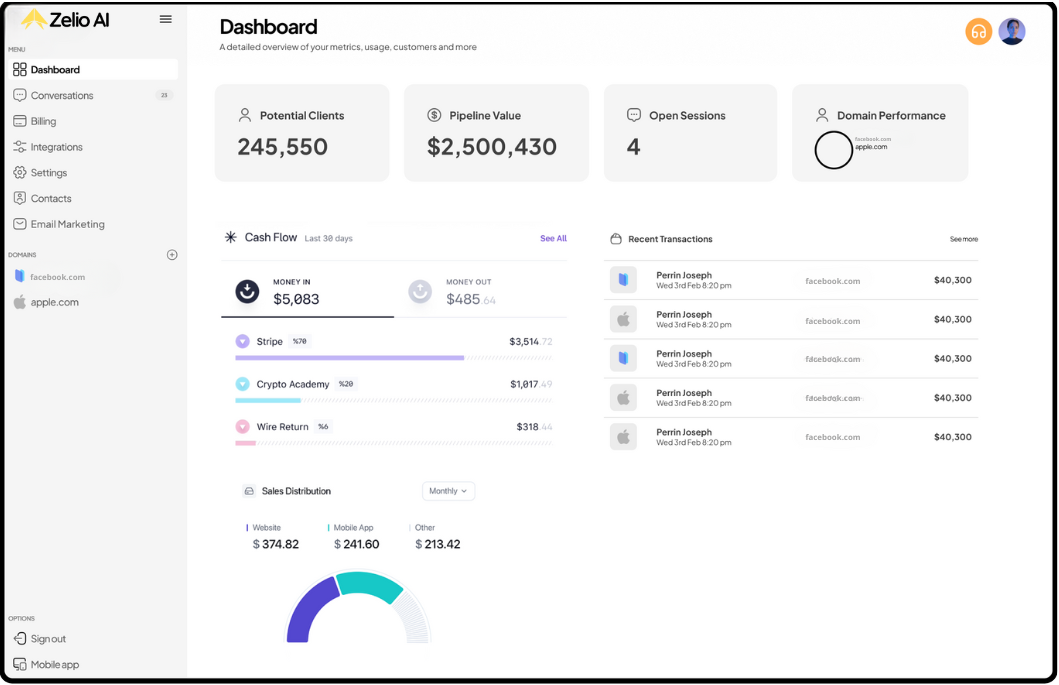 Zelio AI
MENU
Dashboard
Conversations 23
Billing
Integrations
Settings
Contacts
Email Marketing
DOMAINS
facebook.com
apple.com
OPTIONS
Sign out
Mobile app
Dashboard
A detailed overview of your metrics, usage, customers and more
Potential Clients
245,550
Pipeline Value
$2,500,430
Open Sessions
4
Domain Performance
facebook.com
apple.com
Cash Flow Last 30 days See All
MONEY IN
$5,083
MONEY OUT
$485.64
Stripe %70 $3,514.72
Crypto Academy %20 $1,017.49
Wire Return %6 $318.44
Sales Distribution Monthly
Website
$ 374.82
Mobile App
$ 241.60
Other
$ 213.42
Recent Transactions See more
Perrin Joseph
Wed 3rd Feb 8:20 pm
facebook.com
$40,300
Perrin Joseph
Wed 3rd Feb 8:20 pm
facebook.com
$40,300
Perrin Joseph
Wed 3rd Feb 8:20 pm
facebook.com
$40,300
Perrin Joseph
Wed 3rd Feb 8:20 pm
facebook.com
$40,300
Perrin Joseph
Wed 3rd Feb 8:20 pm
facebook.com
$40,300